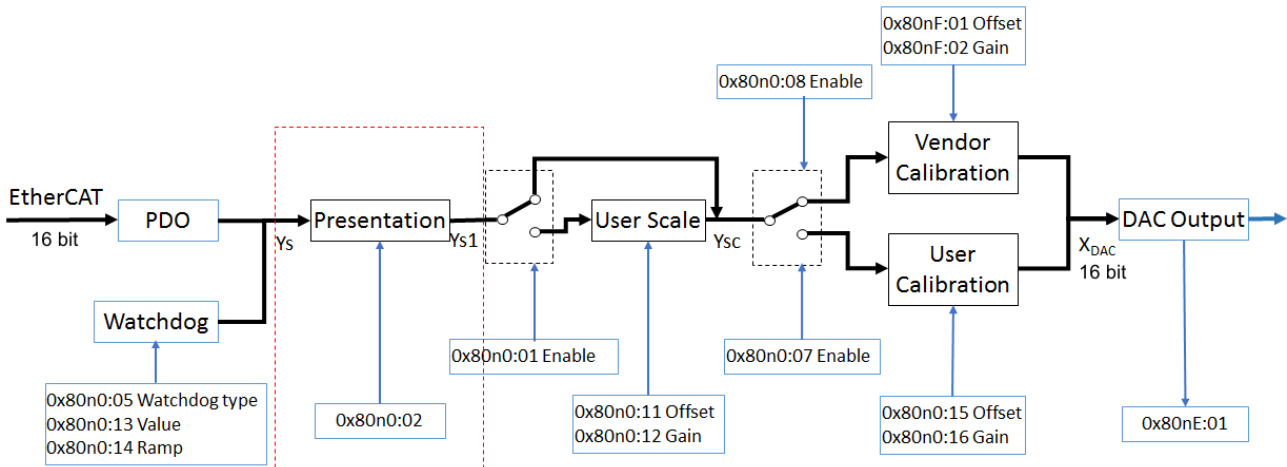 0x80nF:01 Offset
0x80nF:02 Gain
0x80n0:08 Enable
Vendor
Calibration
EtherCAT
16 bit
PDO
Ys
Presentation
Ys1
User Scale
Ysc
User
Calibration
XDAC
16 bit
DAC Output
Watchdog
0x80n0:01 Enable
0x80n0:07 Enable
0x80n0:05 Watchdog type
0x80n0:13 Value
0x80n0:14 Ramp
0x80n0:02
0x80n0:11 Offset
0x80n0:12 Gain
0x80n0:15 Offset
0x80n0:16 Gain
0x80nE:01